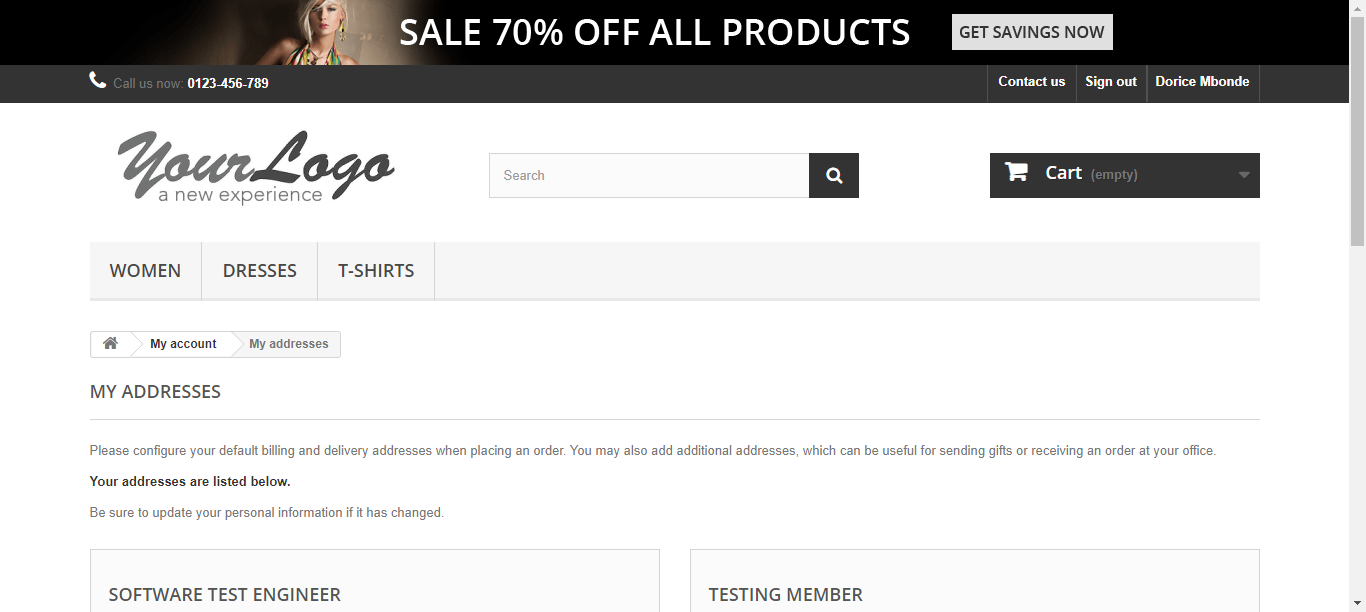 SALE 70% OFF ALL PRODUCTS GET SAVINGS NOW
Call us now: 0123-456-789 Contact us Sign out Dorice Mbonde
YourLogo
a new experience
Search
Cart (empty)
WOMEN DRESSES T-SHIRTS
My account My addresses
MY ADDRESSES
Please configure your default billing and delivery addresses when placing an order. You may also add additional addresses, which can be useful for sending gifts or receiving an order at your office.
Your addresses are listed below.
Be sure to update your personal information if it has changed.
SOFTWARE TEST ENGINEER TESTING MEMBER